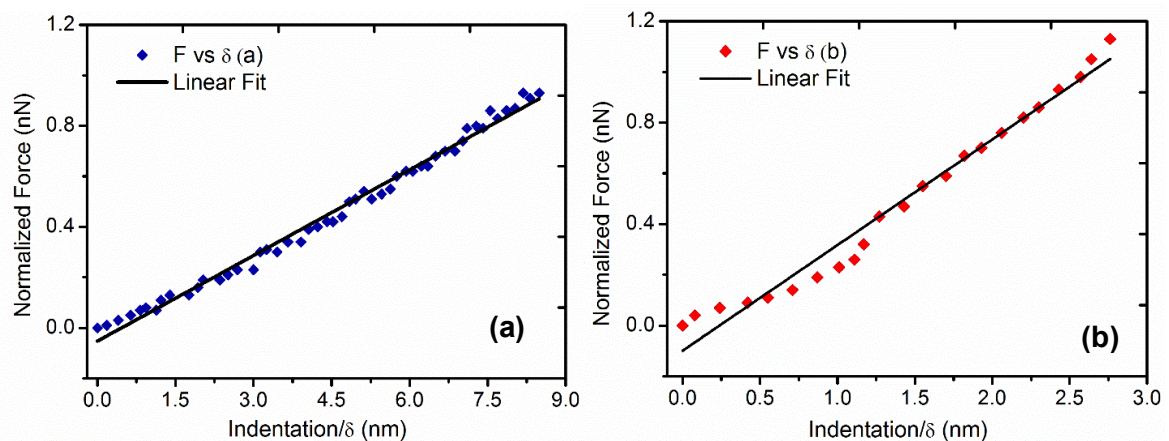 1.2
F vs δ (a)
Linear Fit
0.8
0.4
0.0
Normalized Force (nN)
(a)
0.0 1.5 3.0 4.5 6.0 7.5 9.0
Indentation/δ (nm)
1.2
F vs δ (b)
Linear Fit
0.8
0.4
0.0
Normalized Force (nN)
(b)
0.0 0.5 1.0 1.5 2.0 2.5 3.0
Indentation/δ (nm)